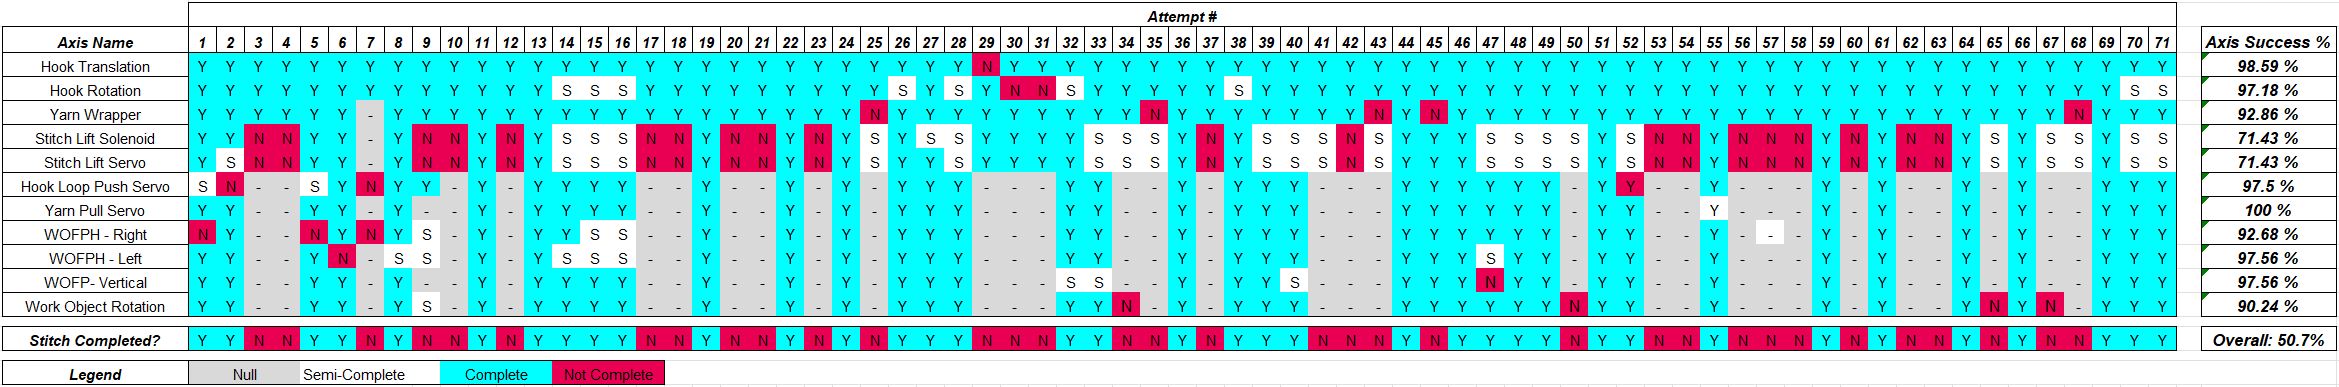 Attempt #
Axis Name 1 2 3 4 5 6 7 8 9 10 11 12 13 14 15 16 17 18 19 20 21 22 23 24 25 26 27 28 29 30 31 32 33 34 35 36 37 38 39 40 41 42 43 44 45 46 47 48 49 50 51 52 53 54 55 56 57 58 59 60 61 62 63 64 65 66 67 68 69 70 71 Axis Success %
Hook Translation Y Y Y Y Y Y Y Y Y Y Y Y Y Y Y Y Y Y Y Y Y Y Y Y Y Y Y Y N Y Y Y Y Y Y Y Y Y Y Y Y Y Y Y Y Y Y Y Y Y Y Y Y Y Y Y Y Y Y Y Y Y Y Y Y Y Y Y Y Y Y 98.59 %
Hook Rotation Y Y Y Y Y Y Y Y Y Y Y Y Y S S S Y Y Y Y Y Y Y Y Y S Y S Y N N S Y Y Y Y Y S Y Y Y Y Y Y Y Y Y Y Y Y Y Y Y Y Y Y Y Y Y Y Y Y Y Y Y Y Y Y Y S S 97.18 %
Yarn Wrapper Y Y Y Y Y Y - Y Y Y Y Y Y Y Y Y Y Y Y Y Y Y Y Y N Y Y Y Y Y Y Y Y Y N Y Y Y Y Y Y Y N Y N Y Y Y Y Y Y Y Y Y Y Y Y Y Y Y Y Y Y Y Y Y Y N Y Y Y 92.86 %
Stitch Lift Solenoid Y Y N N Y Y - Y N N Y N Y S S S N N Y N N Y N Y S Y S S Y Y Y Y S S S Y N Y S S S N S Y Y Y S S S S Y S N N Y N N N Y N Y N N Y S Y S S Y S S 71.43 %
Stitch Lift Servo Y S N N Y Y - Y N N Y N Y S S S N N Y N N Y N Y S Y Y S Y Y Y Y S S S Y N Y S S S N S Y Y Y S S S S Y S N N Y N N N Y N Y N N Y S Y S S Y S S 71.43 %
Hook Loop Push Servo S N - - S Y N Y Y - Y - Y Y Y Y - - Y - - Y - Y - Y Y Y - - - Y Y - - Y - Y Y Y - - - Y Y Y Y Y Y - Y Y - - Y - - - Y - Y - - Y - Y - - Y Y Y 97.5 %
Yarn Pull Servo Y Y - - Y Y - Y - - Y - Y Y Y Y - - Y - - Y - Y - Y Y Y - - - Y Y - - Y - Y Y Y - - - Y Y Y Y Y Y - Y Y - - Y - - - Y - Y - - Y - Y - - Y Y Y 100 %
WOFPH - Right N Y - - N Y N Y S - Y - Y Y S S - - Y - - Y - Y - Y Y Y - - - Y Y - - Y - Y Y Y - - - Y Y Y Y Y Y - Y Y - - Y - - - Y - Y - - Y - Y - - Y Y Y 92.68 %
WOFPH - Left Y Y - - Y N - S S - Y - Y S S S - - Y - - Y - Y - Y Y Y - - - Y Y - - Y - Y Y Y - - - Y Y Y S Y Y - Y Y - - Y - - - Y - Y - - Y - Y - - Y Y Y 97.56 %
WOFP- Vertical Y Y - - Y Y - Y - - Y - Y Y Y Y - - Y - - Y - Y - Y Y Y - - - S S - - Y - Y Y S - - - Y Y Y N Y Y - Y Y - - Y - - - Y - Y - - Y - Y - - Y Y Y 97.56 %
Work Object Rotation Y Y - - Y Y - Y S - Y - Y Y Y Y - - Y - - Y - Y - Y Y Y - - - Y Y N - Y - Y Y Y - - - Y Y Y Y Y Y N Y Y - - Y - - - Y - Y - - Y N Y N - Y Y Y 90.24 %
Stitch Completed? Y Y N N Y Y N Y N N Y N Y Y Y Y N N Y N N Y N Y N Y Y Y N N N Y Y N N Y N Y Y Y N N N Y N Y Y Y Y N Y Y N N Y N N N Y N Y N N Y N Y N N Y Y Y Overall: 50.7%
Legend Null Semi-Complete Complete Not Complete